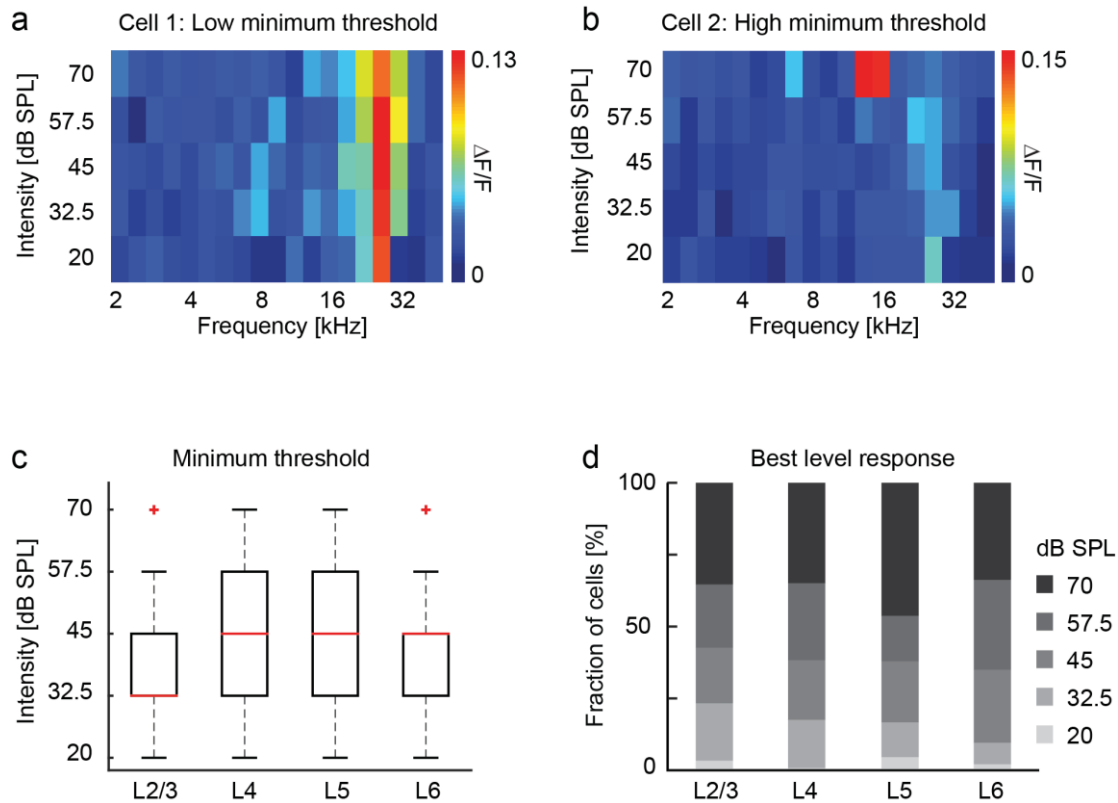 a
Cell 1: Low minimum threshold
Intensity [dB SPL]
70
57.5
45
32.5
20
2 4 8 16 32
Frequency [kHz]
0.13
ΔF/F
0
b
Cell 2: High minimum threshold
Intensity [dB SPL]
70
57.5
45
32.5
20
2 4 8 16 32
Frequency [kHz]
0.15
ΔF/F
0
c
Minimum threshold
Intensity [dB SPL]
70
57.5
45
32.5
20
L2/3 L4 L5 L6
d
Best level response
Fraction of cells [%]
100
50
0
L2/3 L4 L5 L6
dB SPL
70
57.5
45
32.5
20